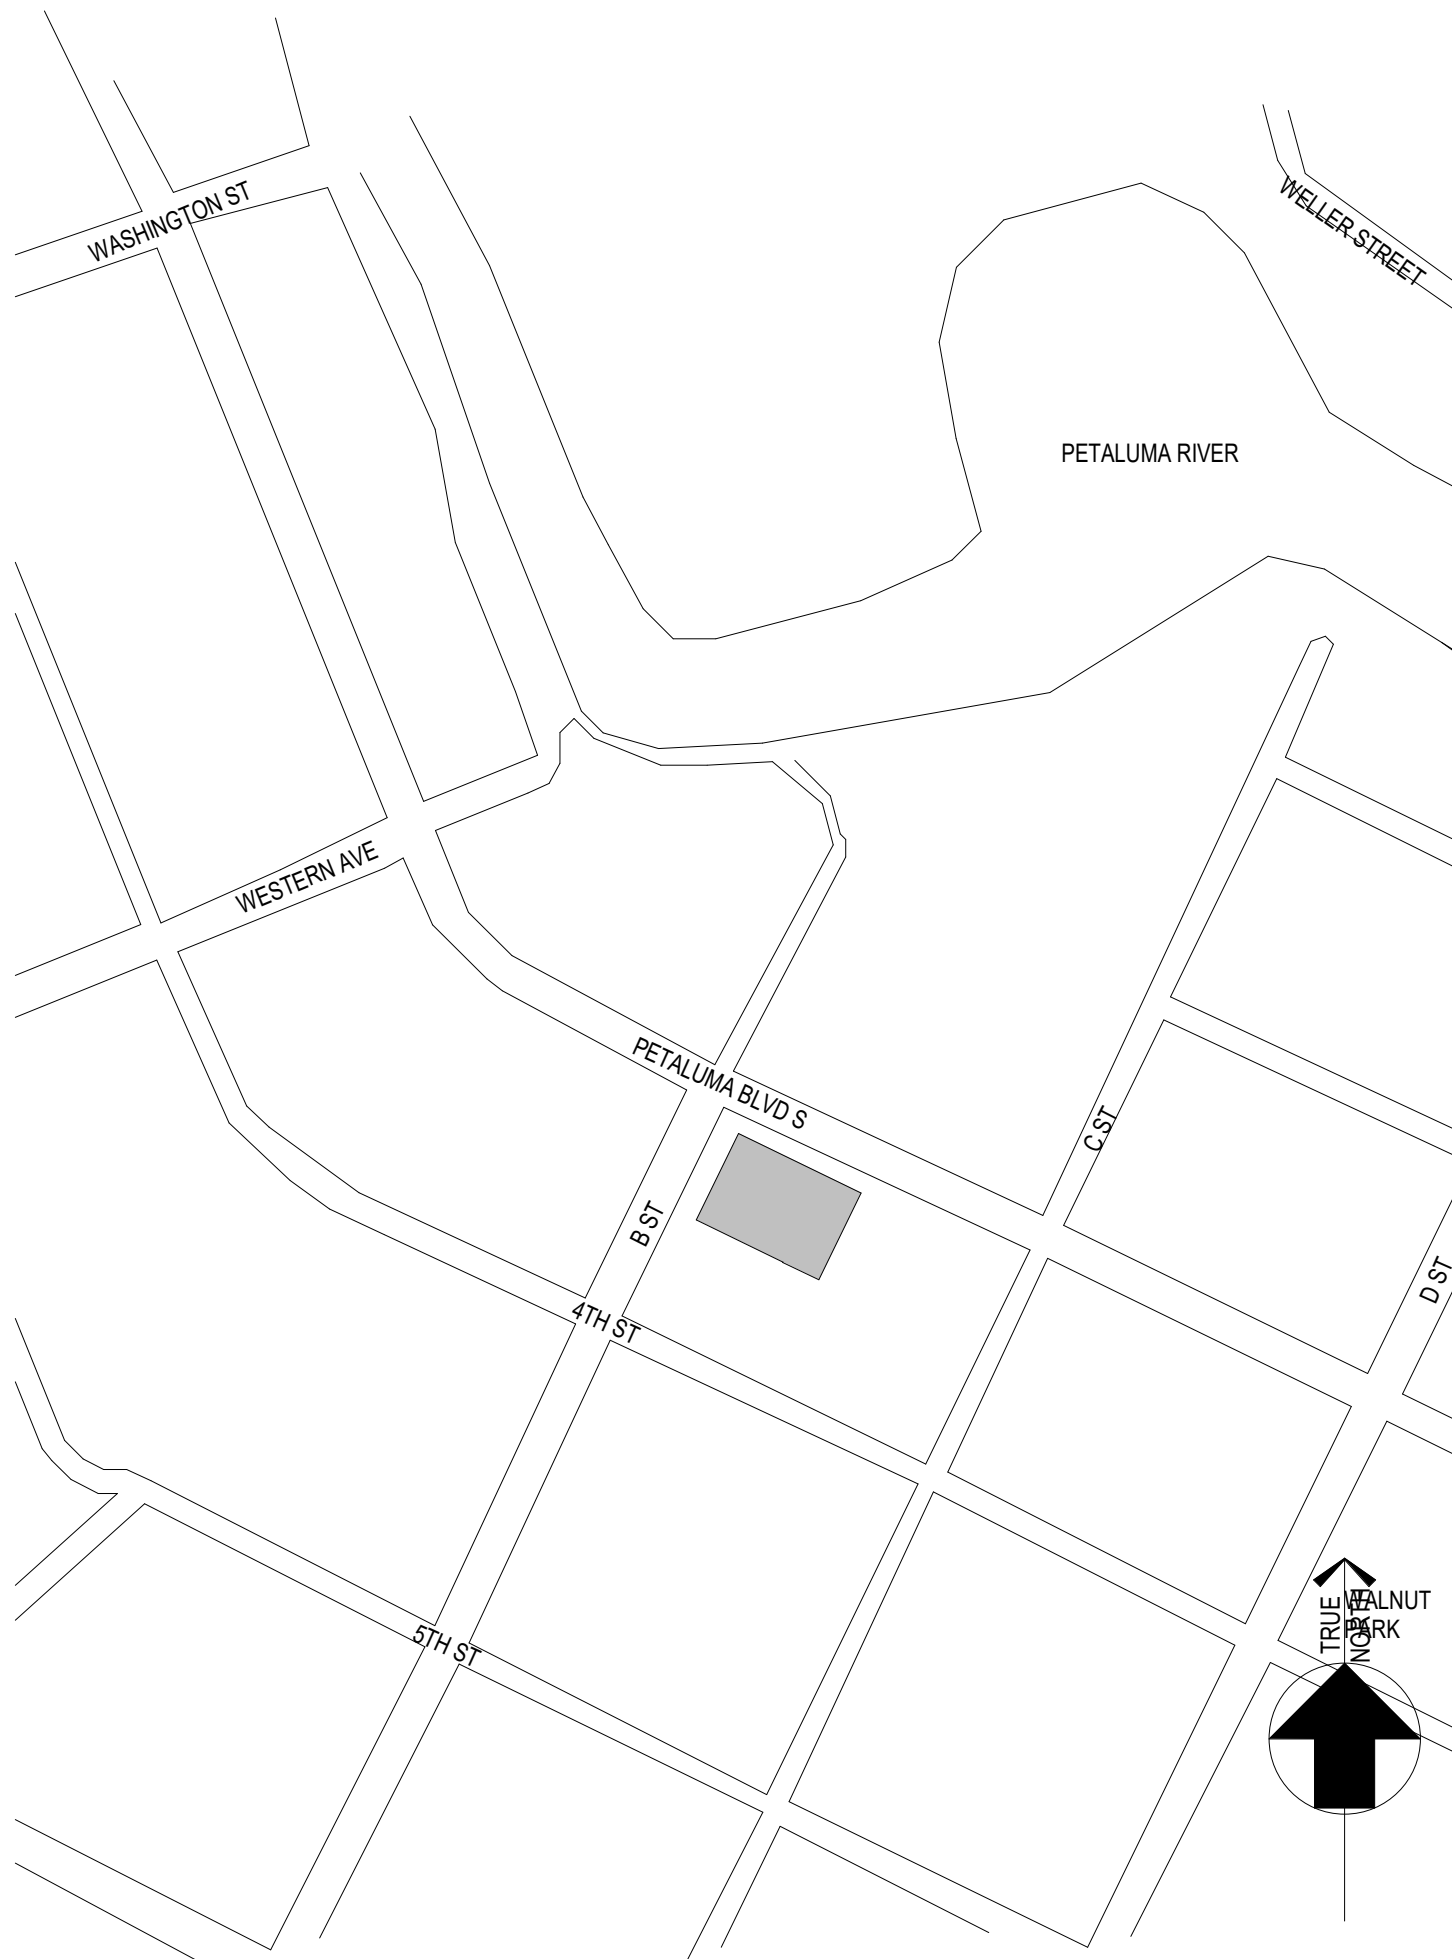 WASHINGTON ST
WELLER STREET
PETALUMA RIVER
WESTERN AVE
PETALUMA BLVD S
C ST
B ST
D ST
4TH ST
5TH ST
TRUE
NORTH
WALNUT
PARK